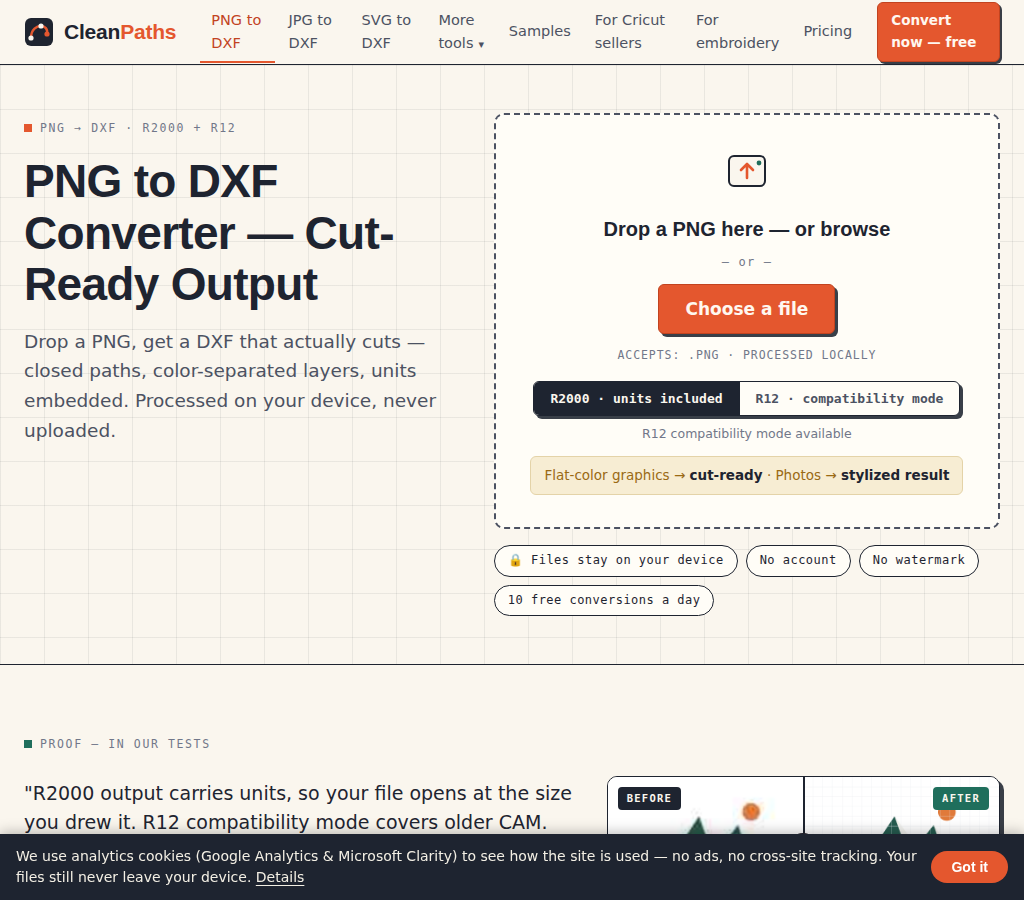 CleanPaths
PNG to
DXF
JPG to
DXF
SVG to
DXF
More
tools ▾
Samples
For Cricut
sellers
For
embroidery
Pricing
Convert
now — free
PNG → DXF · R2000 + R12
PNG to DXF
Converter — Cut-
Ready Output
Drop a PNG, get a DXF that actually cuts —
closed paths, color-separated layers, units
embedded. Processed on your device, never
uploaded.
Drop a PNG here — or browse
— or —
Choose a file
ACCEPTS: .PNG · PROCESSED LOCALLY
R2000 · units included
R12 · compatibility mode
R12 compatibility mode available
Flat-color graphics → cut-ready · Photos → stylized result
🔒 Files stay on your device
No account
No watermark
10 free conversions a day
PROOF — IN OUR TESTS
"R2000 output carries units, so your file opens at the size
you drew it. R12 compatibility mode covers older CAM.
BEFORE
AFTER
We use analytics cookies (Google Analytics & Microsoft Clarity) to see how the site is used — no ads, no cross-site tracking. Your
files still never leave your device. Details
Got it